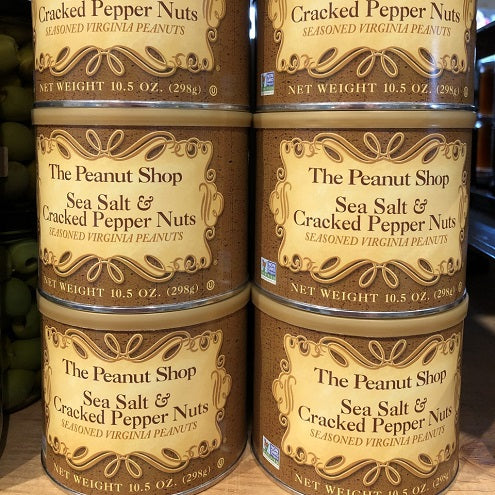 Cracked Pepper Nuts
SEASONED VIRGINIA PEANUTS
NET WEIGHT 10.5 OZ. (298g)
Cracked Pepper Nuts
SEASONED VIRGINIA PEANUTS
NET WEIGHT 10.5 OZ. (298g)
The Peanut Shop
Sea Salt &
Cracked Pepper Nuts
SEASONED VIRGINIA PEANUTS
NET WEIGHT 10.5 OZ. (298g)
The Peanut Shop
Sea Salt &
Cracked Pepper Nuts
SEASONED VIRGINIA PEANUTS
NET WEIGHT 10.5 OZ. (298g)
The Peanut Shop
Sea Salt &
Cracked Pepper Nuts
SEASONED VIRGINIA PEANUTS
NET WEIGHT 10.5 OZ. (298g)
The Peanut Shop
Sea Salt &
Cracked Pepper Nuts
SEASONED VIRGINIA PEANUTS
NET WEIGHT 10.5 OZ. (298g)